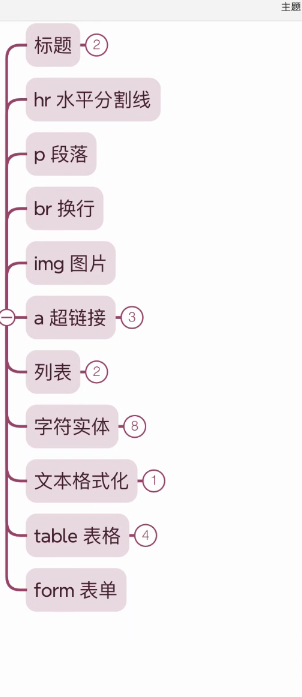 主题
标题 2
hr 水平分割线
p 段落
br 换行
img 图片
a 超链接 3
列表 2
字符实体 8
文本格式化 1
table 表格 4
form 表单